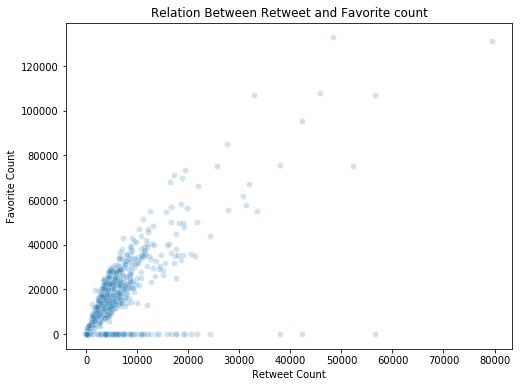 Relation Between Retweet and Favorite count
Favorite Count
120000
100000
80000
60000
40000
20000
0
0 10000 20000 30000 40000 50000 60000 70000 80000
Retweet Count